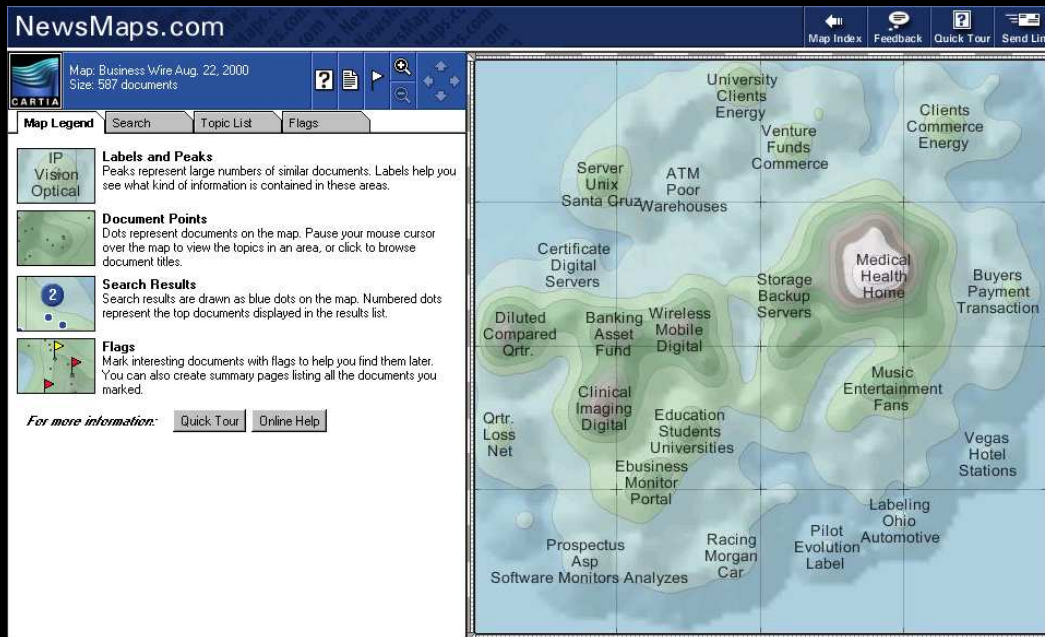 NewsMaps.com
Map Index
Feedback
Quick Tour
Send Lin
CARTIA
Map: Business Wire Aug. 22, 2000
Size: 587 documents
Map Legend
Search
Topic List
Flags
IP
Vision
Optical
Labels and Peaks
Peaks represent large numbers of similar documents. Labels help you
see what kind of information is contained in these areas.
Document Points
Dots represent documents on the map. Pause your mouse cursor
over the map to view the topics in an area, or click to browse
document titles.
2
Search Results
Search results are drawn as blue dots on the map. Numbered dots
represent the top documents displayed in the results list.
Flags
Mark interesting documents with flags to help you find them later.
You can also create summary pages listing all the documents you
marked.
For more information:
Quick Tour
Online Help
University
Clients
Energy
Venture
Funds
Commerce
Clients
Commerce
Energy
Server
Unix
Santa Cruz
ATM
Poor
Warehouses
Certificate
Digital
Servers
Storage
Backup
Servers
Medical
Health
Home
Buyers
Payment
Transaction
Diluted
Compared
Qrtr.
Banking
Asset
Fund
Wireless
Mobile
Digital
Clinical
Imaging
Digital
Music
Entertainment
Fans
Qrtr.
Loss
Net
Education
Students
Universities
Vegas
Hotel
Stations
Ebusiness
Monitor
Portal
Labeling
Ohio
Automotive
Pilot
Evolution
Label
Racing
Morgan
Car
Prospectus
Asp
Software Monitors Analyzes